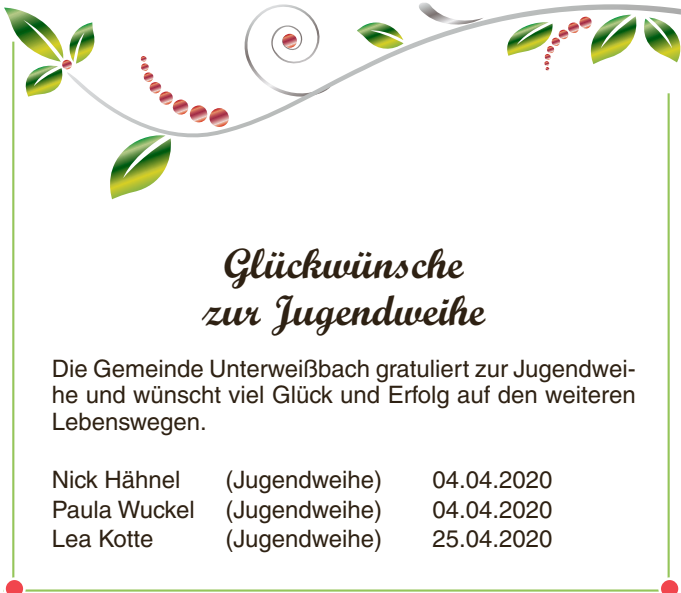 Glückwünsche
zur Jugendweihe
Die Gemeinde Unterweißbach gratuliert zur Jugendwei-
he und wünscht viel Glück und Erfolg auf den weiteren
Lebenswegen.
Nick Hähnel (Jugendweihe) 04.04.2020
Paula Wuckel (Jugendweihe) 04.04.2020
Lea Kotte (Jugendweihe) 25.04.2020